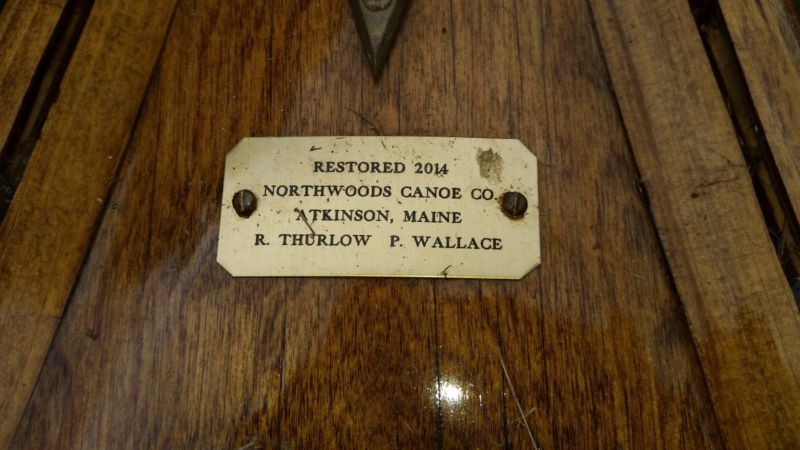 RESTORED 2014
NORTHWOODS CANOE CO.
ATKINSON, MAINE
R. THURLOW P. WALLACE